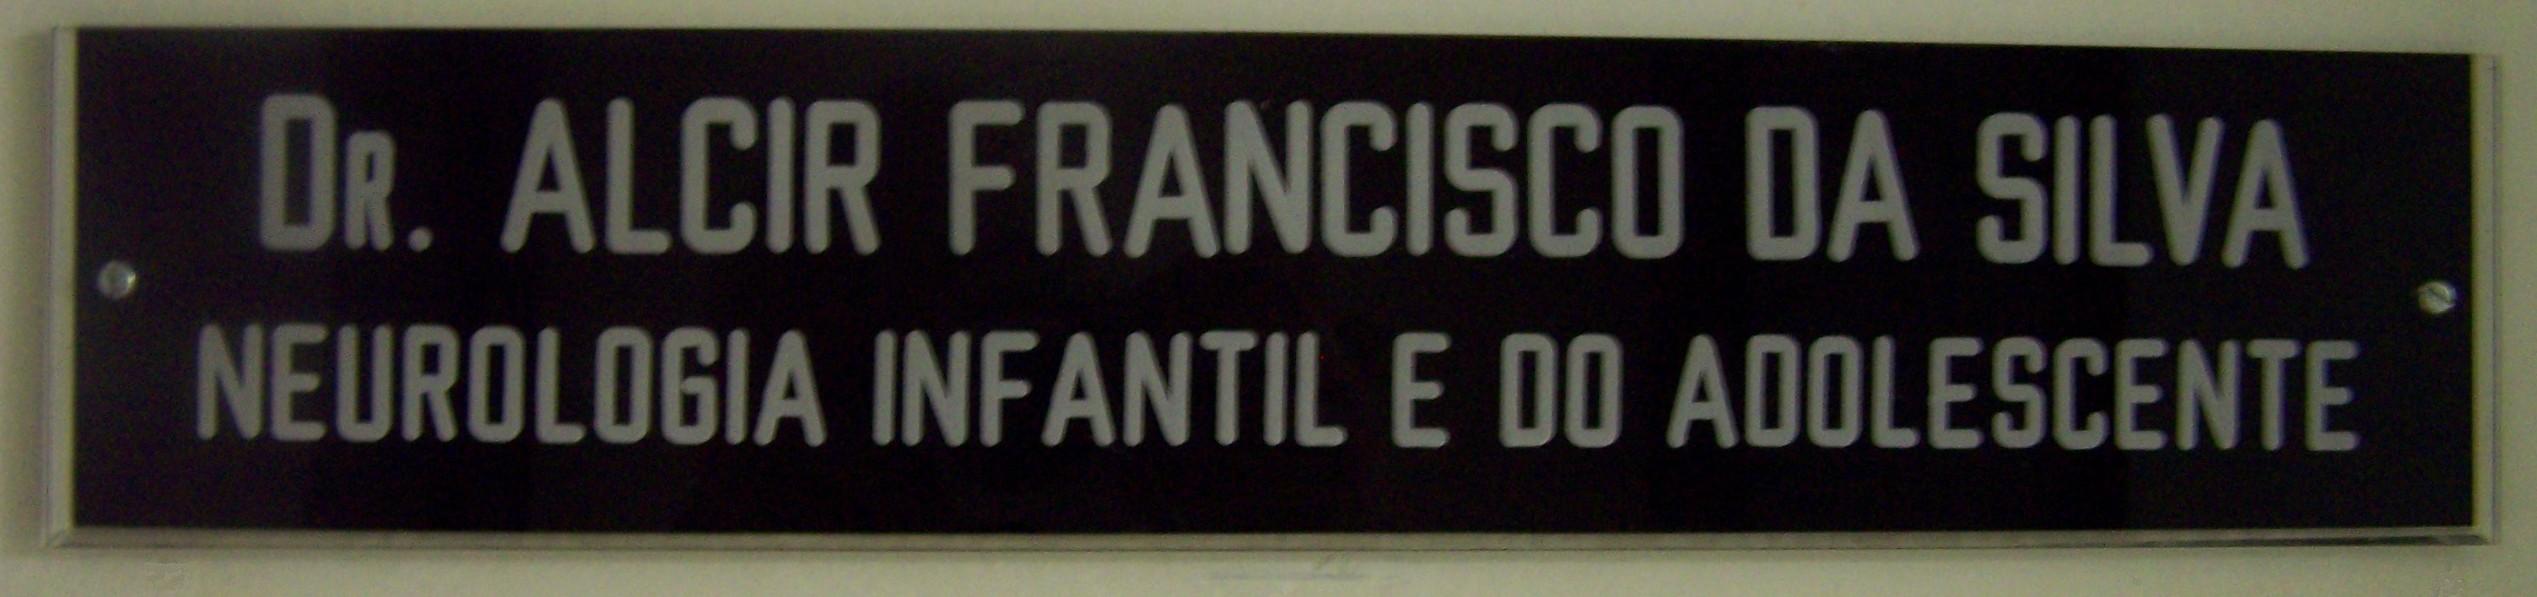 DR. ALCIR FRANCISCO DA SILVA
NEUROLOGIA INFANTIL E DO ADOLESCENTE